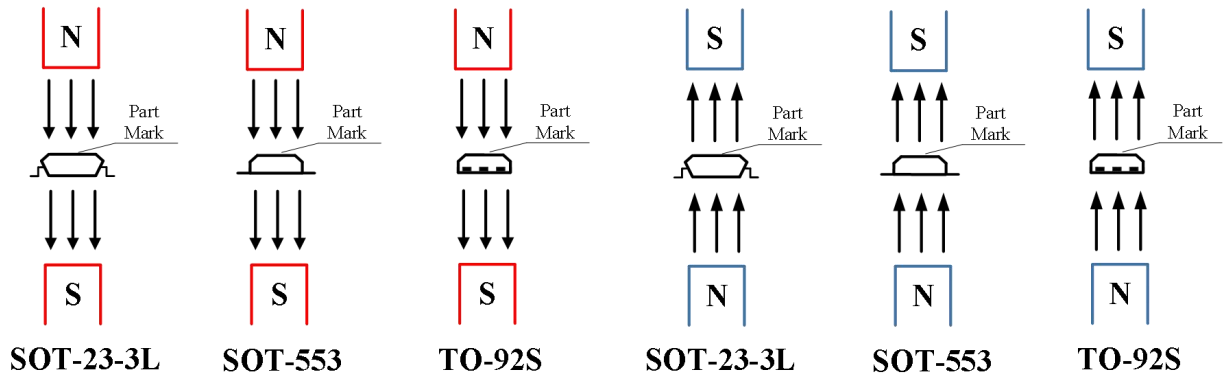 N N N S S S
Part Mark Part Mark Part Mark Part Mark Part Mark Part Mark
S S S N N N
SOT-23-3L SOT-553 TO-92S SOT-23-3L SOT-553 TO-92S